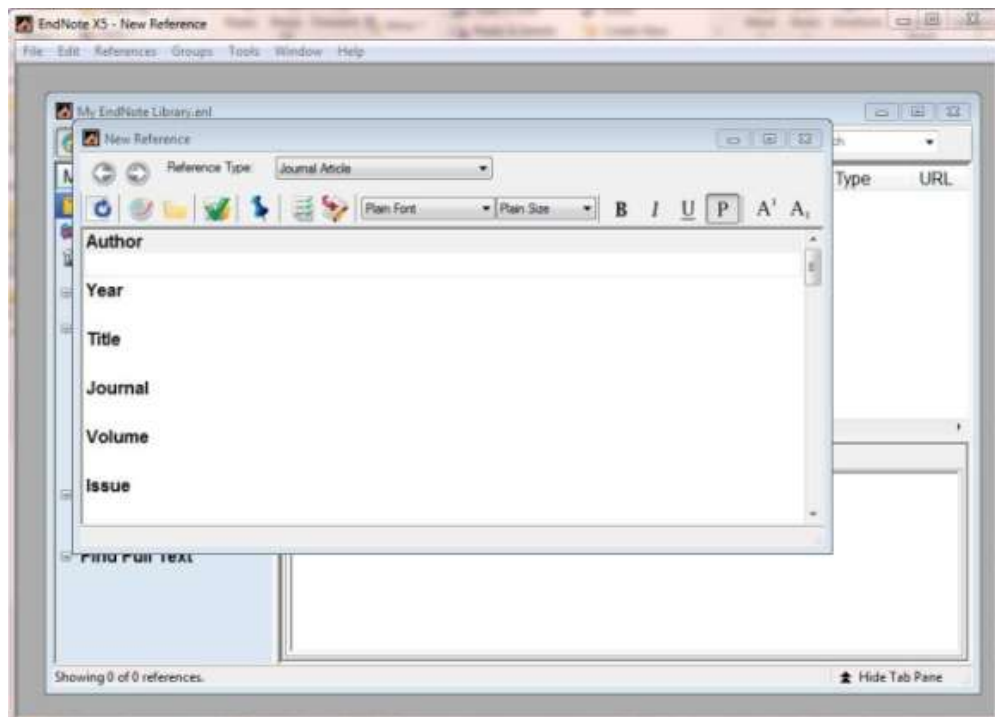 EndNote X5 - New Reference
File Edit References Groups Tools Window Help
My EndNote Library.enl
New Reference
Reference Type: Journal Article
Type URL
Plain Font Plain Size B I U P A¹ A₁
Author
Year
Title
Journal
Volume
Issue
Find Full Text
Showing 0 of 0 references.
Hide Tab Pane